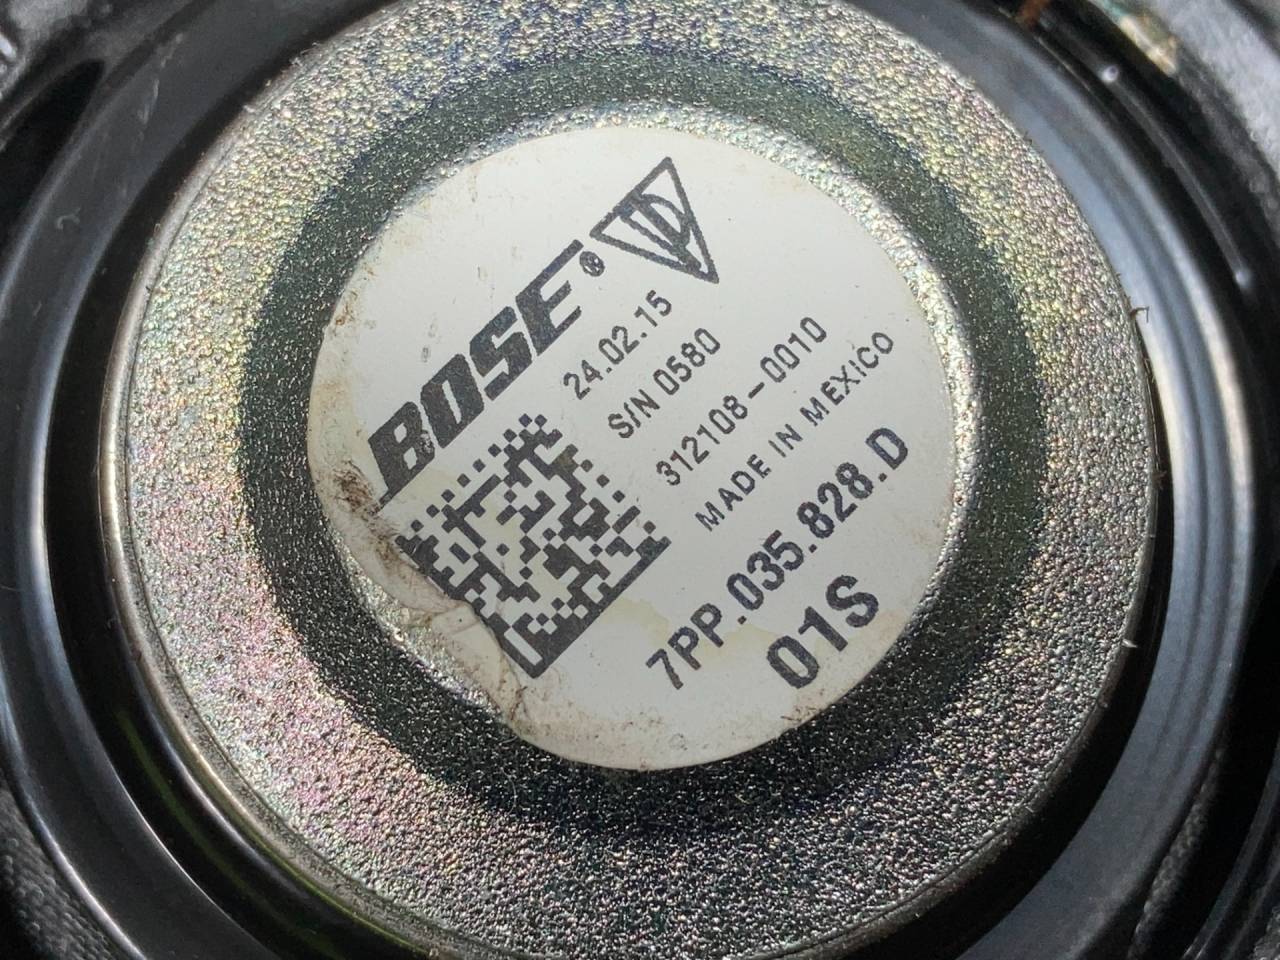 BOSE®
24.02.15
S/N 0580
312108-0010
MADE IN MEXICO
7PP.035.828.D
01S